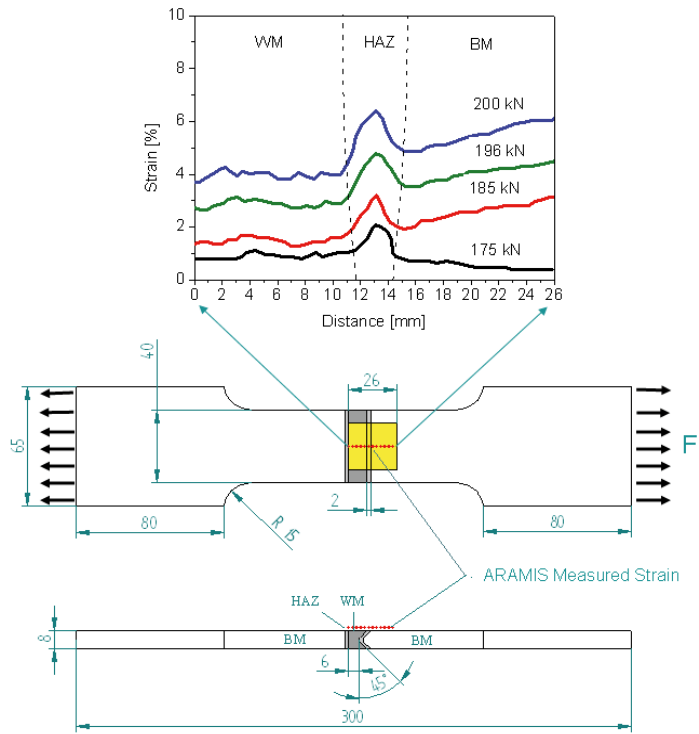 10
8
6
4
2
0
Strain [%]
WM
HAZ
BM
200 kN
196 kN
185 kN
175 kN
0 2 4 6 8 10 12 14 16 18 20 22 24 26
Distance [mm]
40
26
65
F
2
80
R 15
80
ARAMIS Measured Strain
HAZ WM
8
BM
BM
6
45°
300